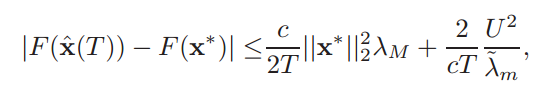 |F(x̂(T)) − F(x*)| ≤ c/2T ||x*||₂² λ_M + 2/cT U²/λ̃_m,